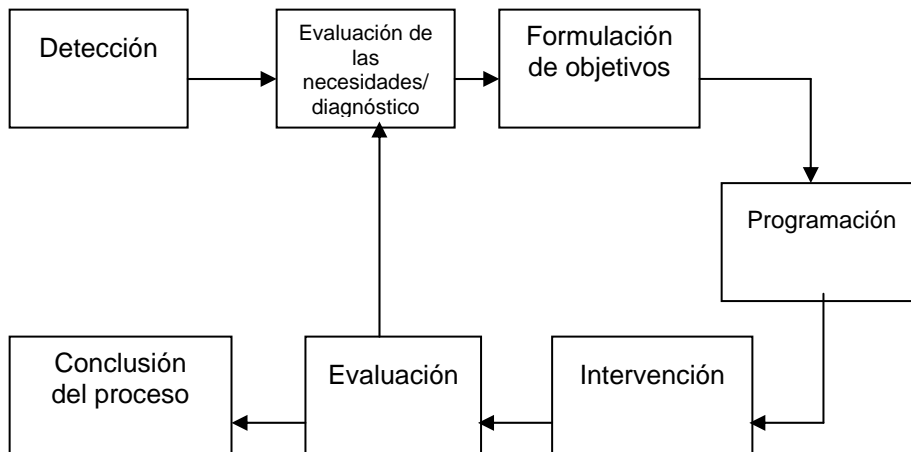 Detección
Evaluación de
las
necesidades/
diagnóstico
Formulación
de objetivos
Programación
Conclusión
del proceso
Evaluación
Intervención